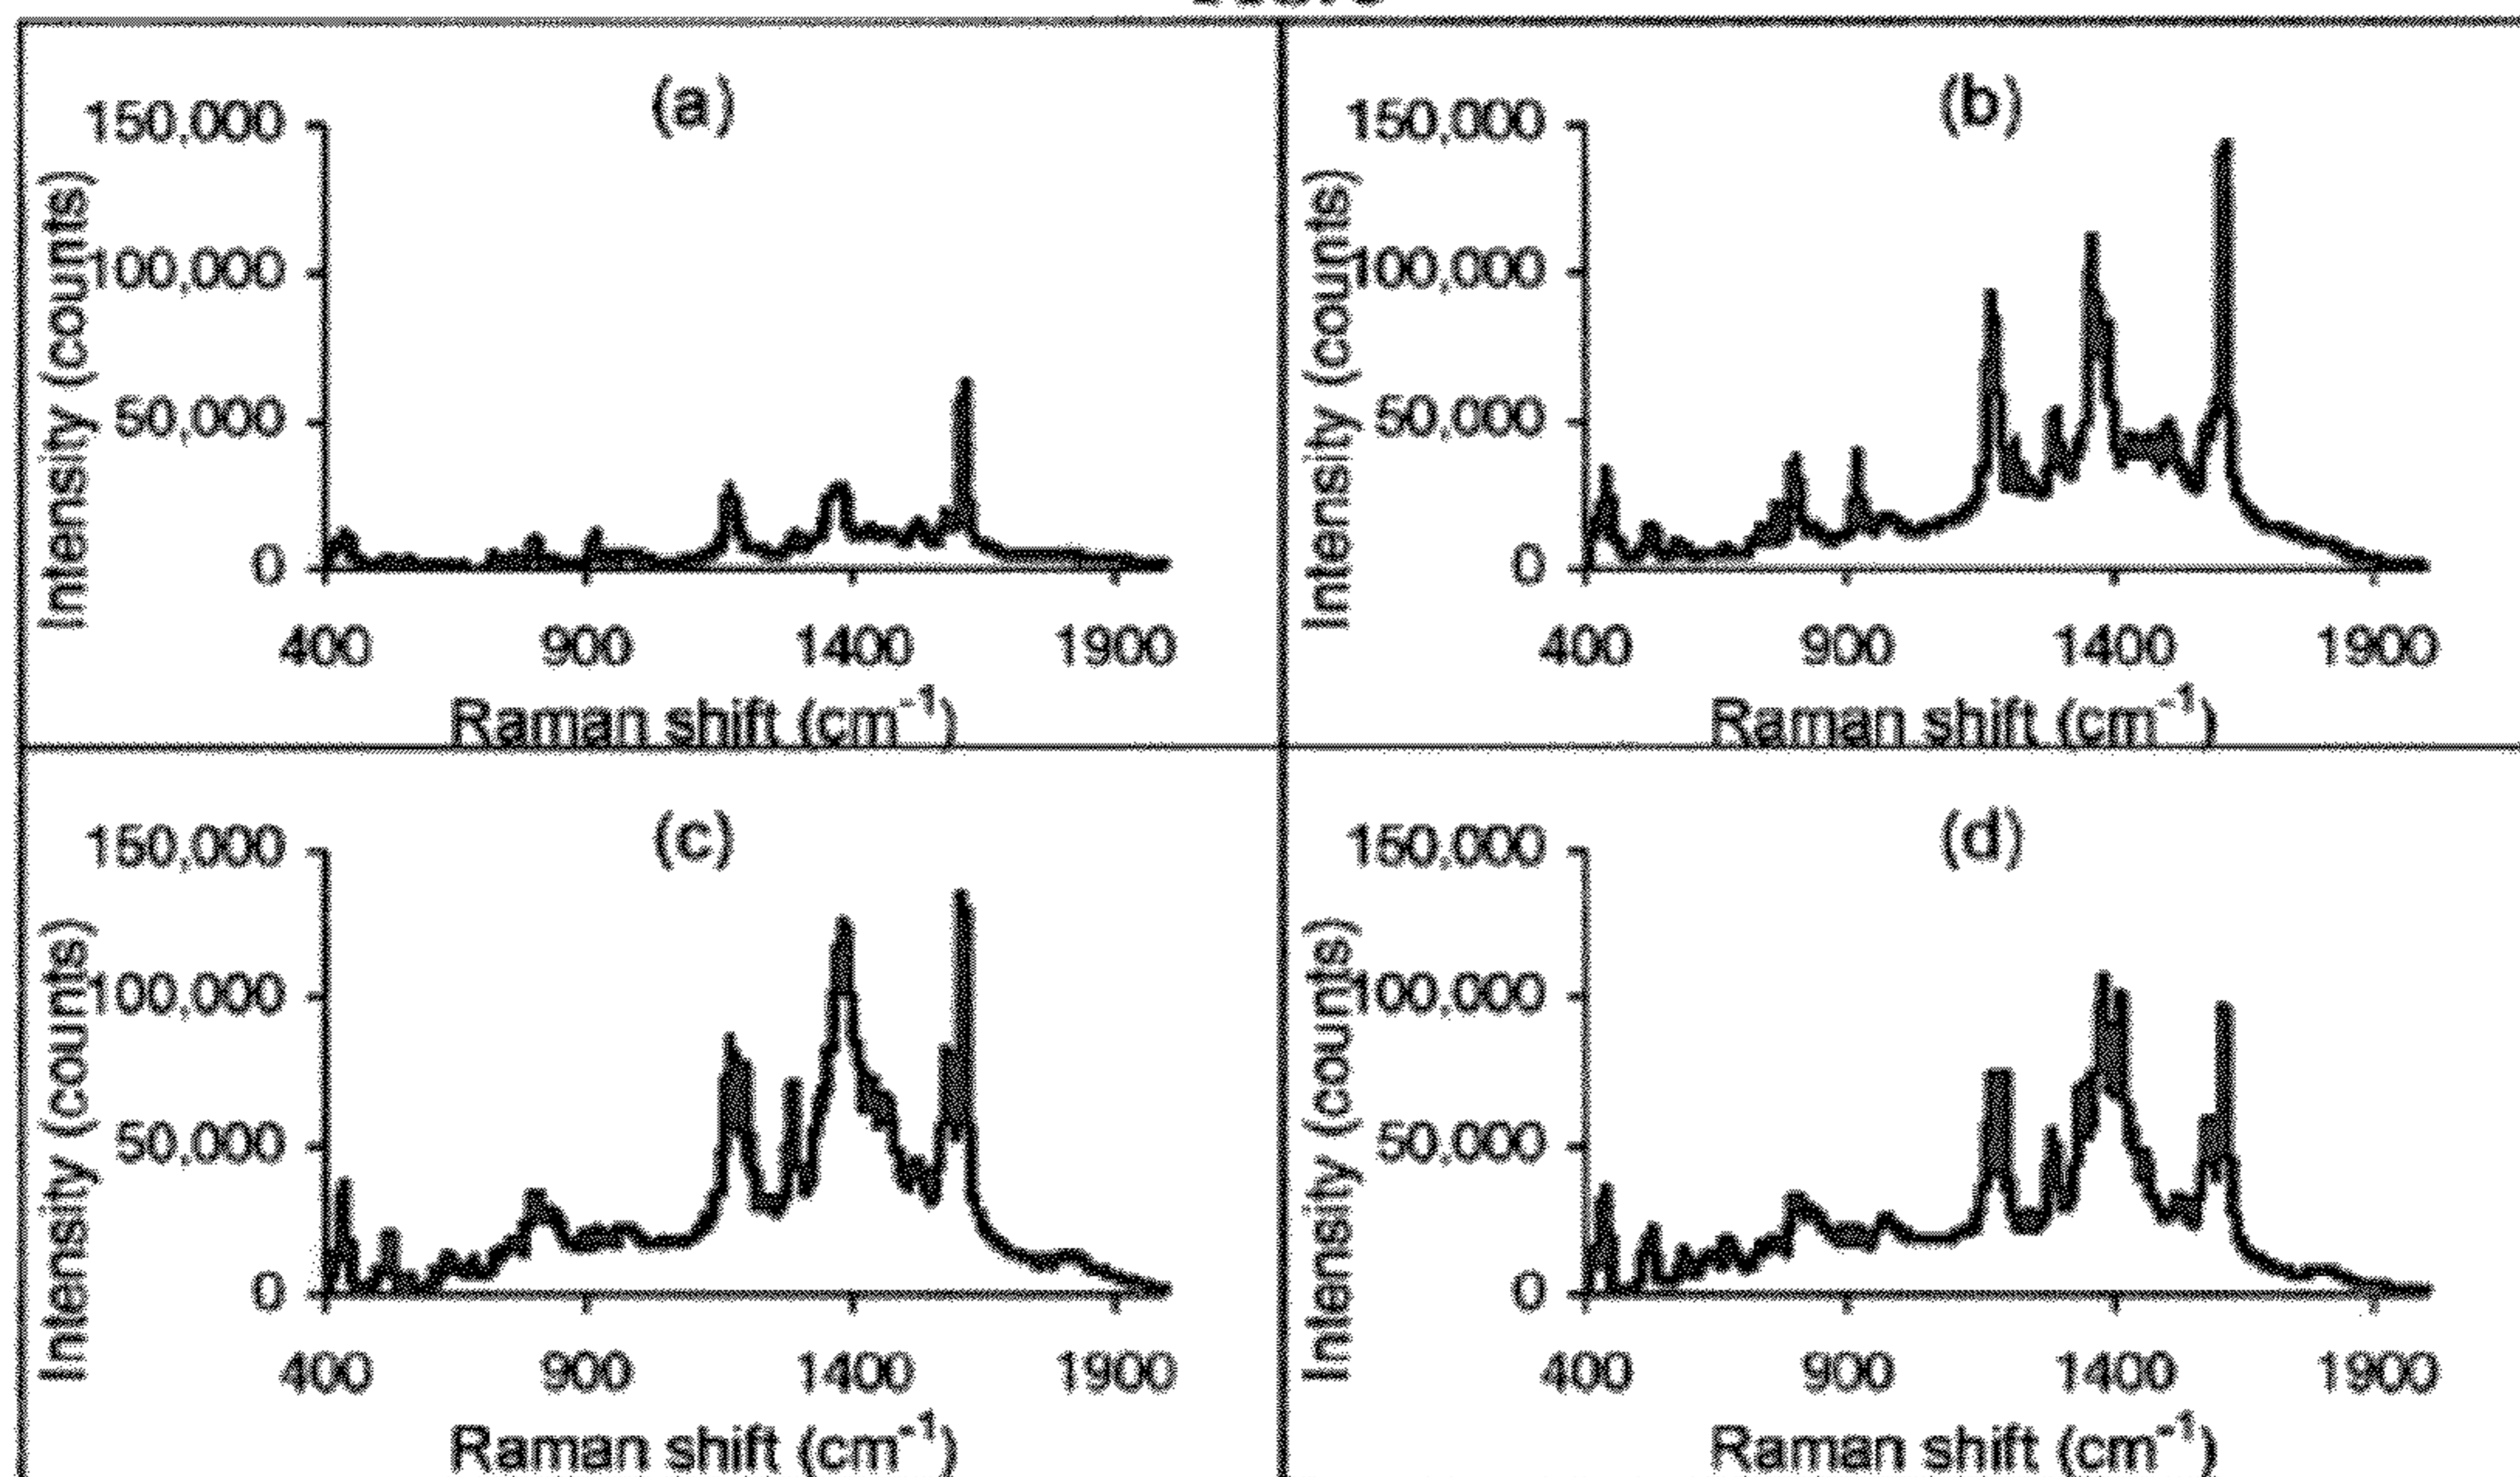 (a)
150,000
100,000
50,000
0
Intensity (counts)
400 900 1400 1900
Raman shift (cm⁻¹)
(b)
150,000
100,000
50,000
0
Intensity (counts)
400 900 1400 1900
Raman shift (cm⁻¹)
(c)
150,000
100,000
50,000
0
Intensity (counts)
400 900 1400 1900
Raman shift (cm⁻¹)
(d)
150,000
100,000
50,000
0
Intensity (counts)
400 900 1400 1900
Raman shift (cm⁻¹)